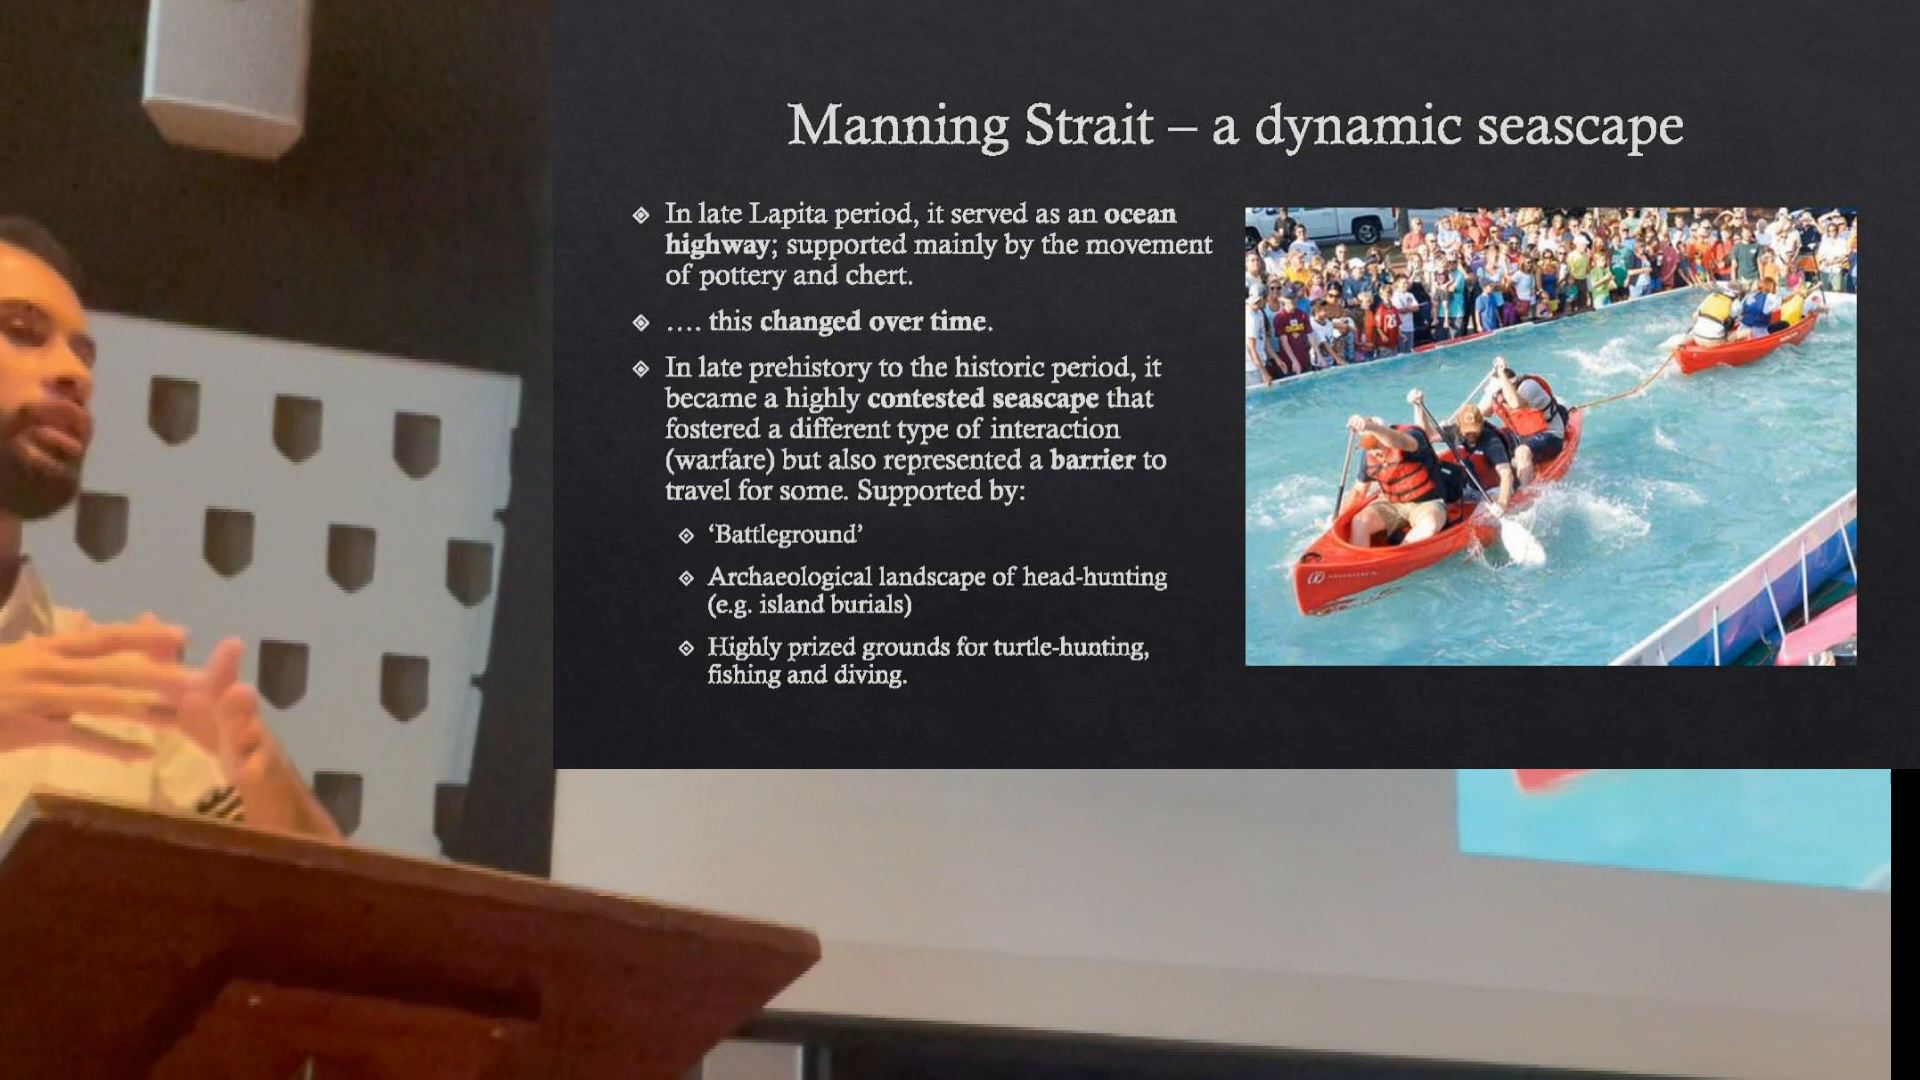 Manning Strait – a dynamic seascape
In late Lapita period, it served as an ocean
highway; supported mainly by the movement
of pottery and chert.
…. this changed over time.
In late prehistory to the historic period, it
became a highly contested seascape that
fostered a different type of interaction
(warfare) but also represented a barrier to
travel for some. Supported by:
‘Battleground’
Archaeological landscape of head-hunting
(e.g. island burials)
Highly prized grounds for turtle-hunting,
fishing and diving.